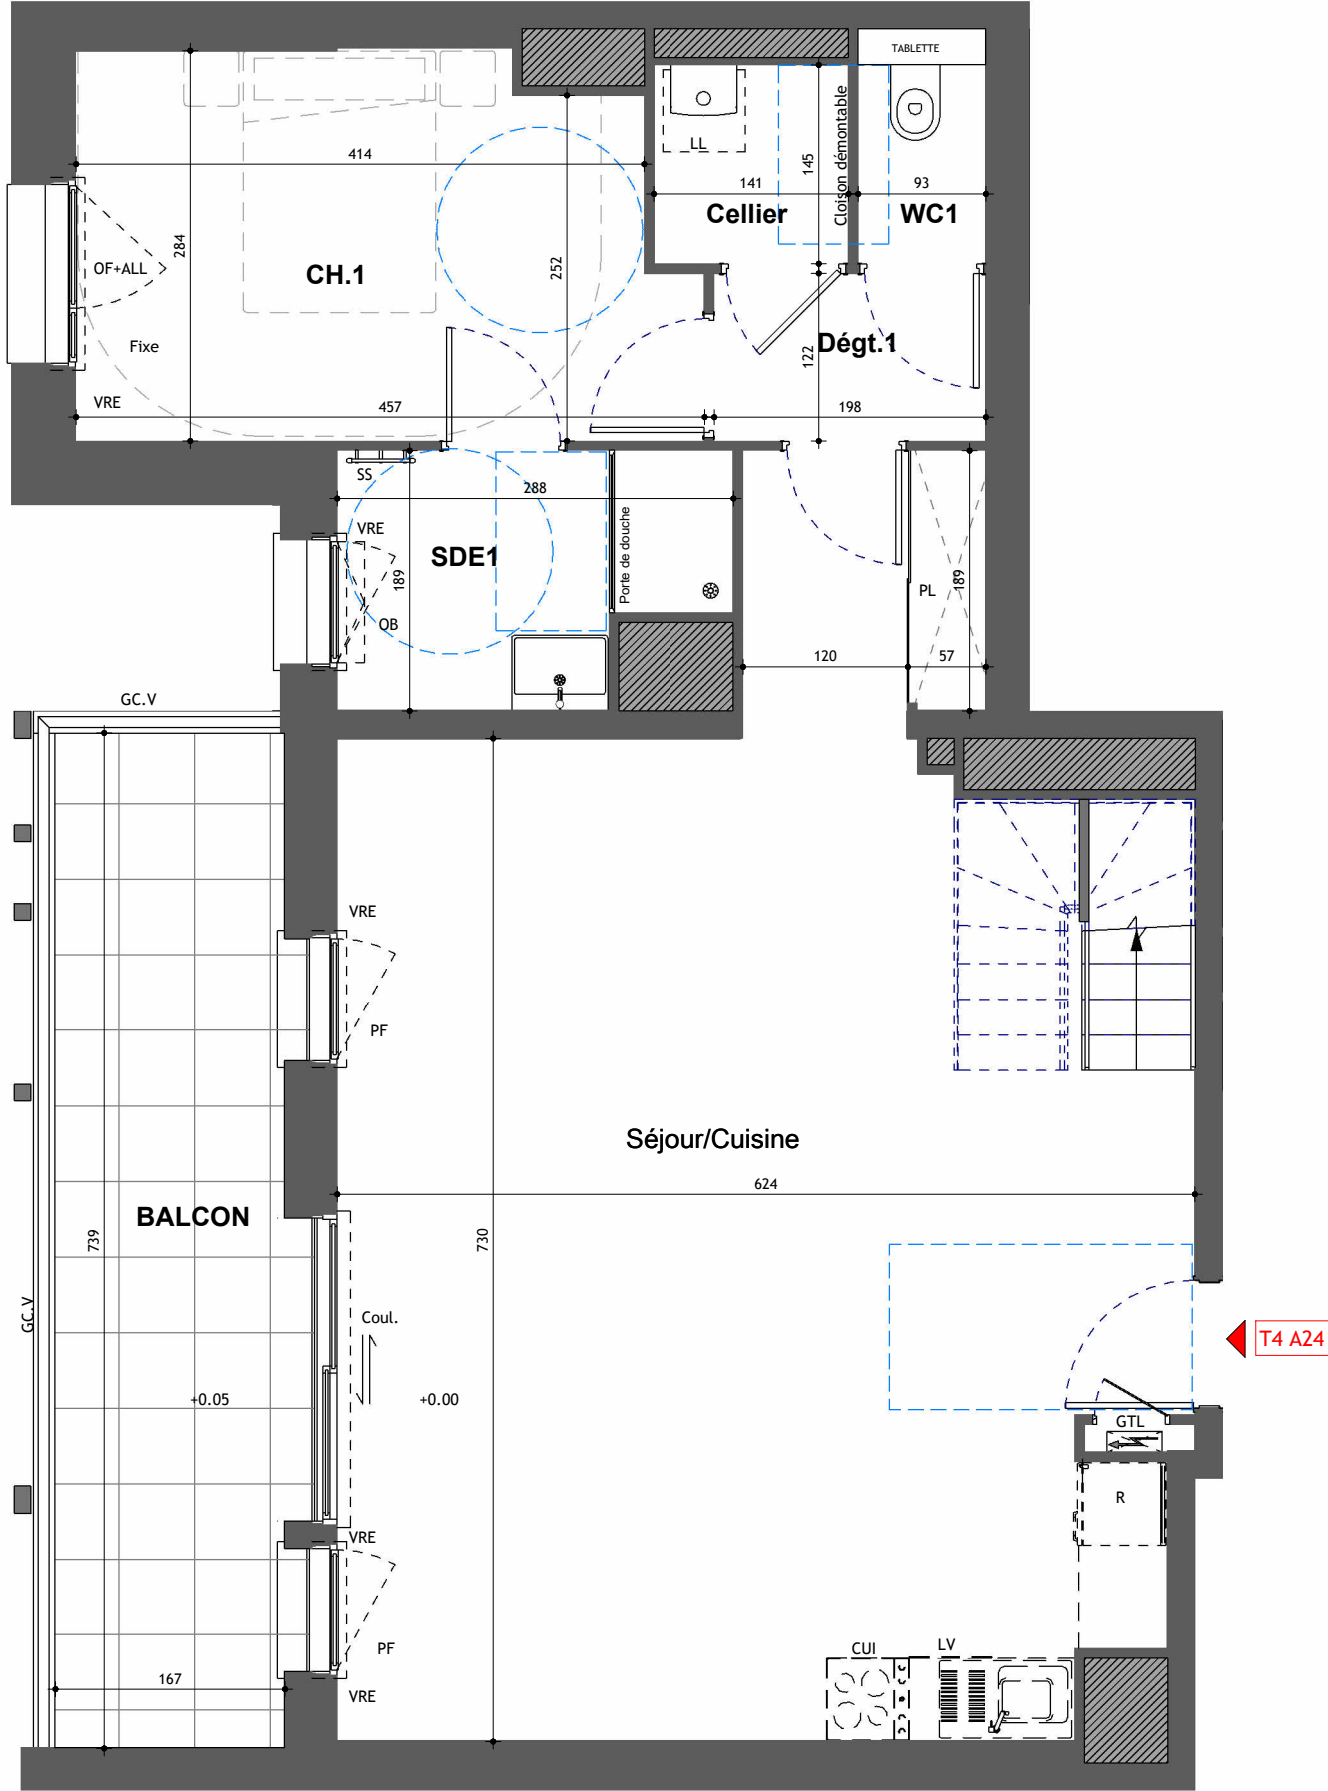 TABLETTE
LL
Cloison démontable
414
145
141
93
Cellier
WC1
284
OF+ALL
CH.1
252
Fixe
Dégt.1
122
VRE
457
198
SS
288
VRE
SDE1
Porte de douche
189
OB
PL
189
120
57
GC.V
VRE
PF
Séjour/Cuisine
624
BALCON
739
730
GC.V
Coul.
T4 A24
+0.05
+0.00
GTL
R
VRE
CUI
LV
PF
167
VRE